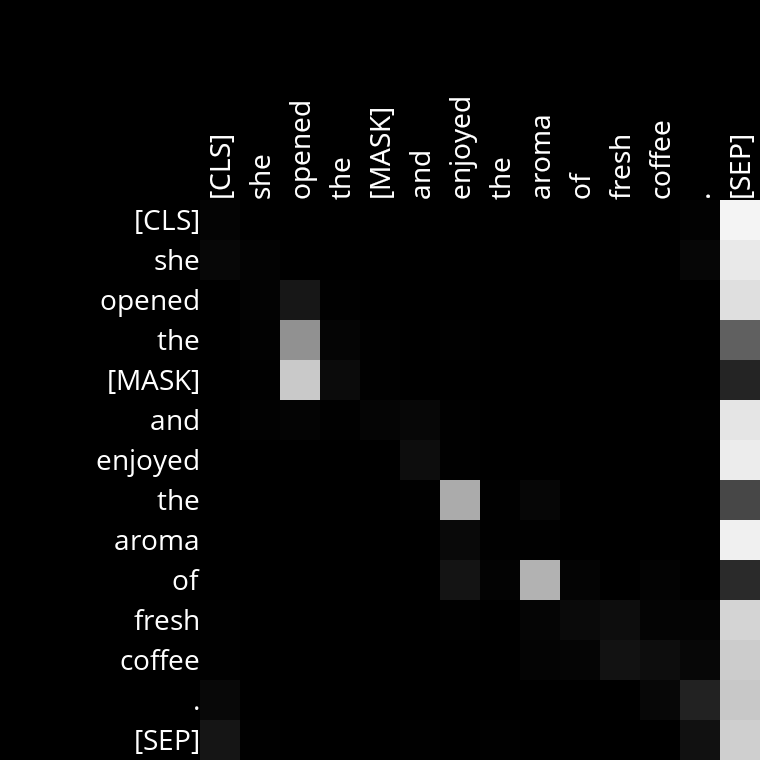 [CLS] she opened the [MASK] and enjoyed the aroma of fresh coffee . [SEP]
[CLS]
she
opened
the
[MASK]
and
enjoyed
the
aroma
of
fresh
coffee
.
[SEP]